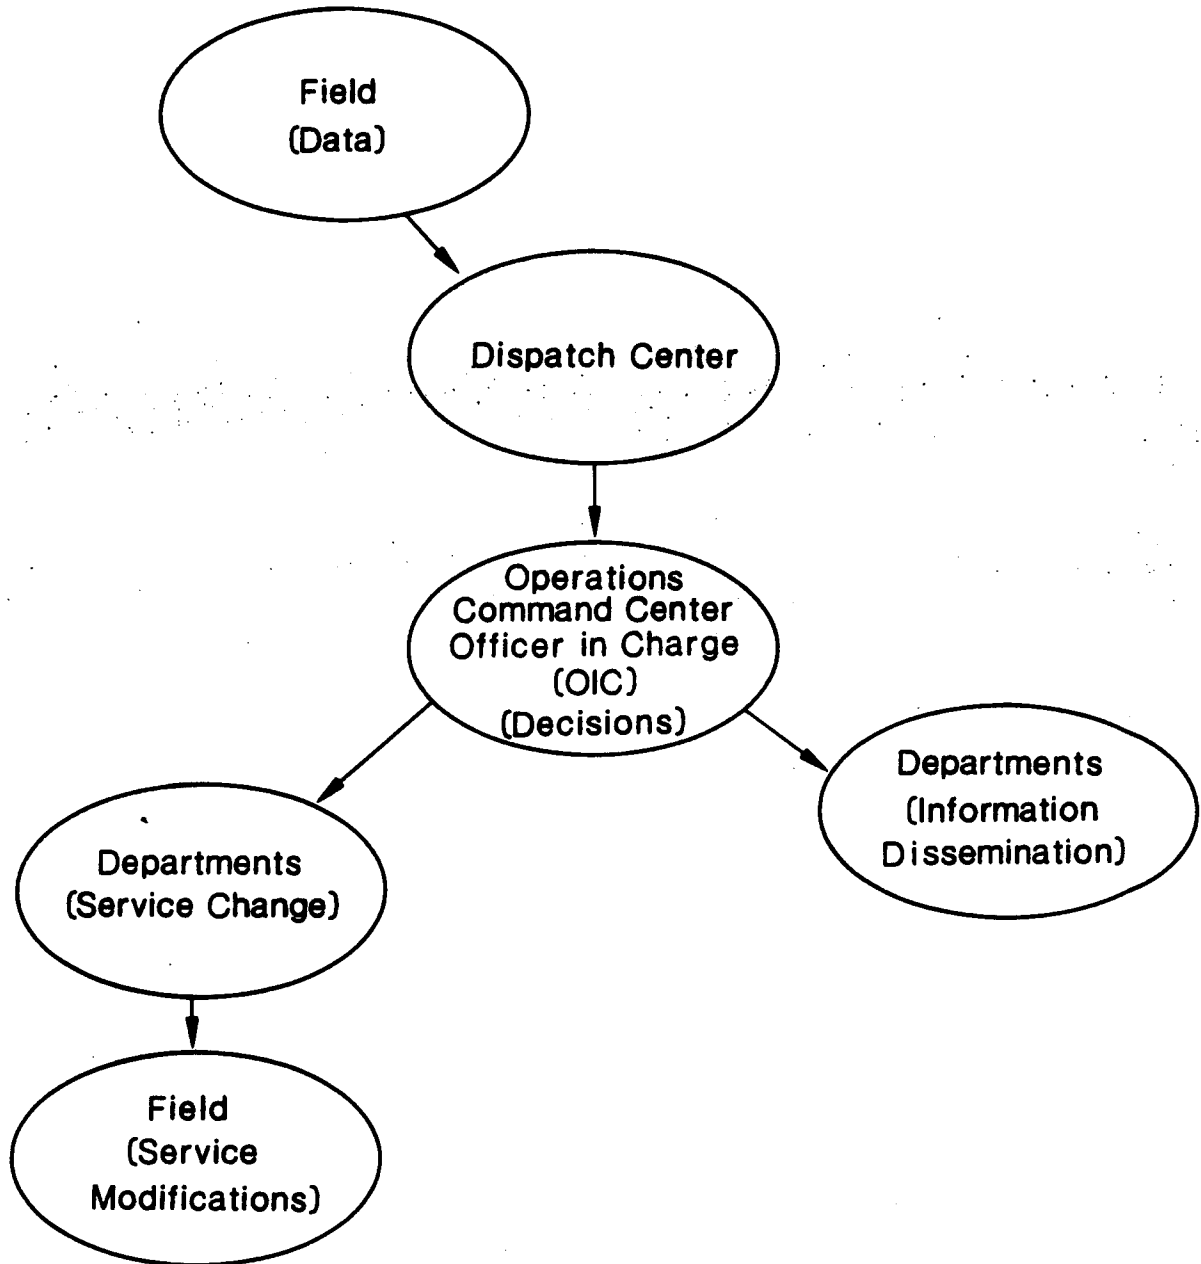 Field
(Data)
Dispatch Center
Operations
Command Center
Officer in Charge
(OIC)
(Decisions)
Departments
(Information
Dissemination)
Departments
(Service Change)
Field
(Service
Modifications)